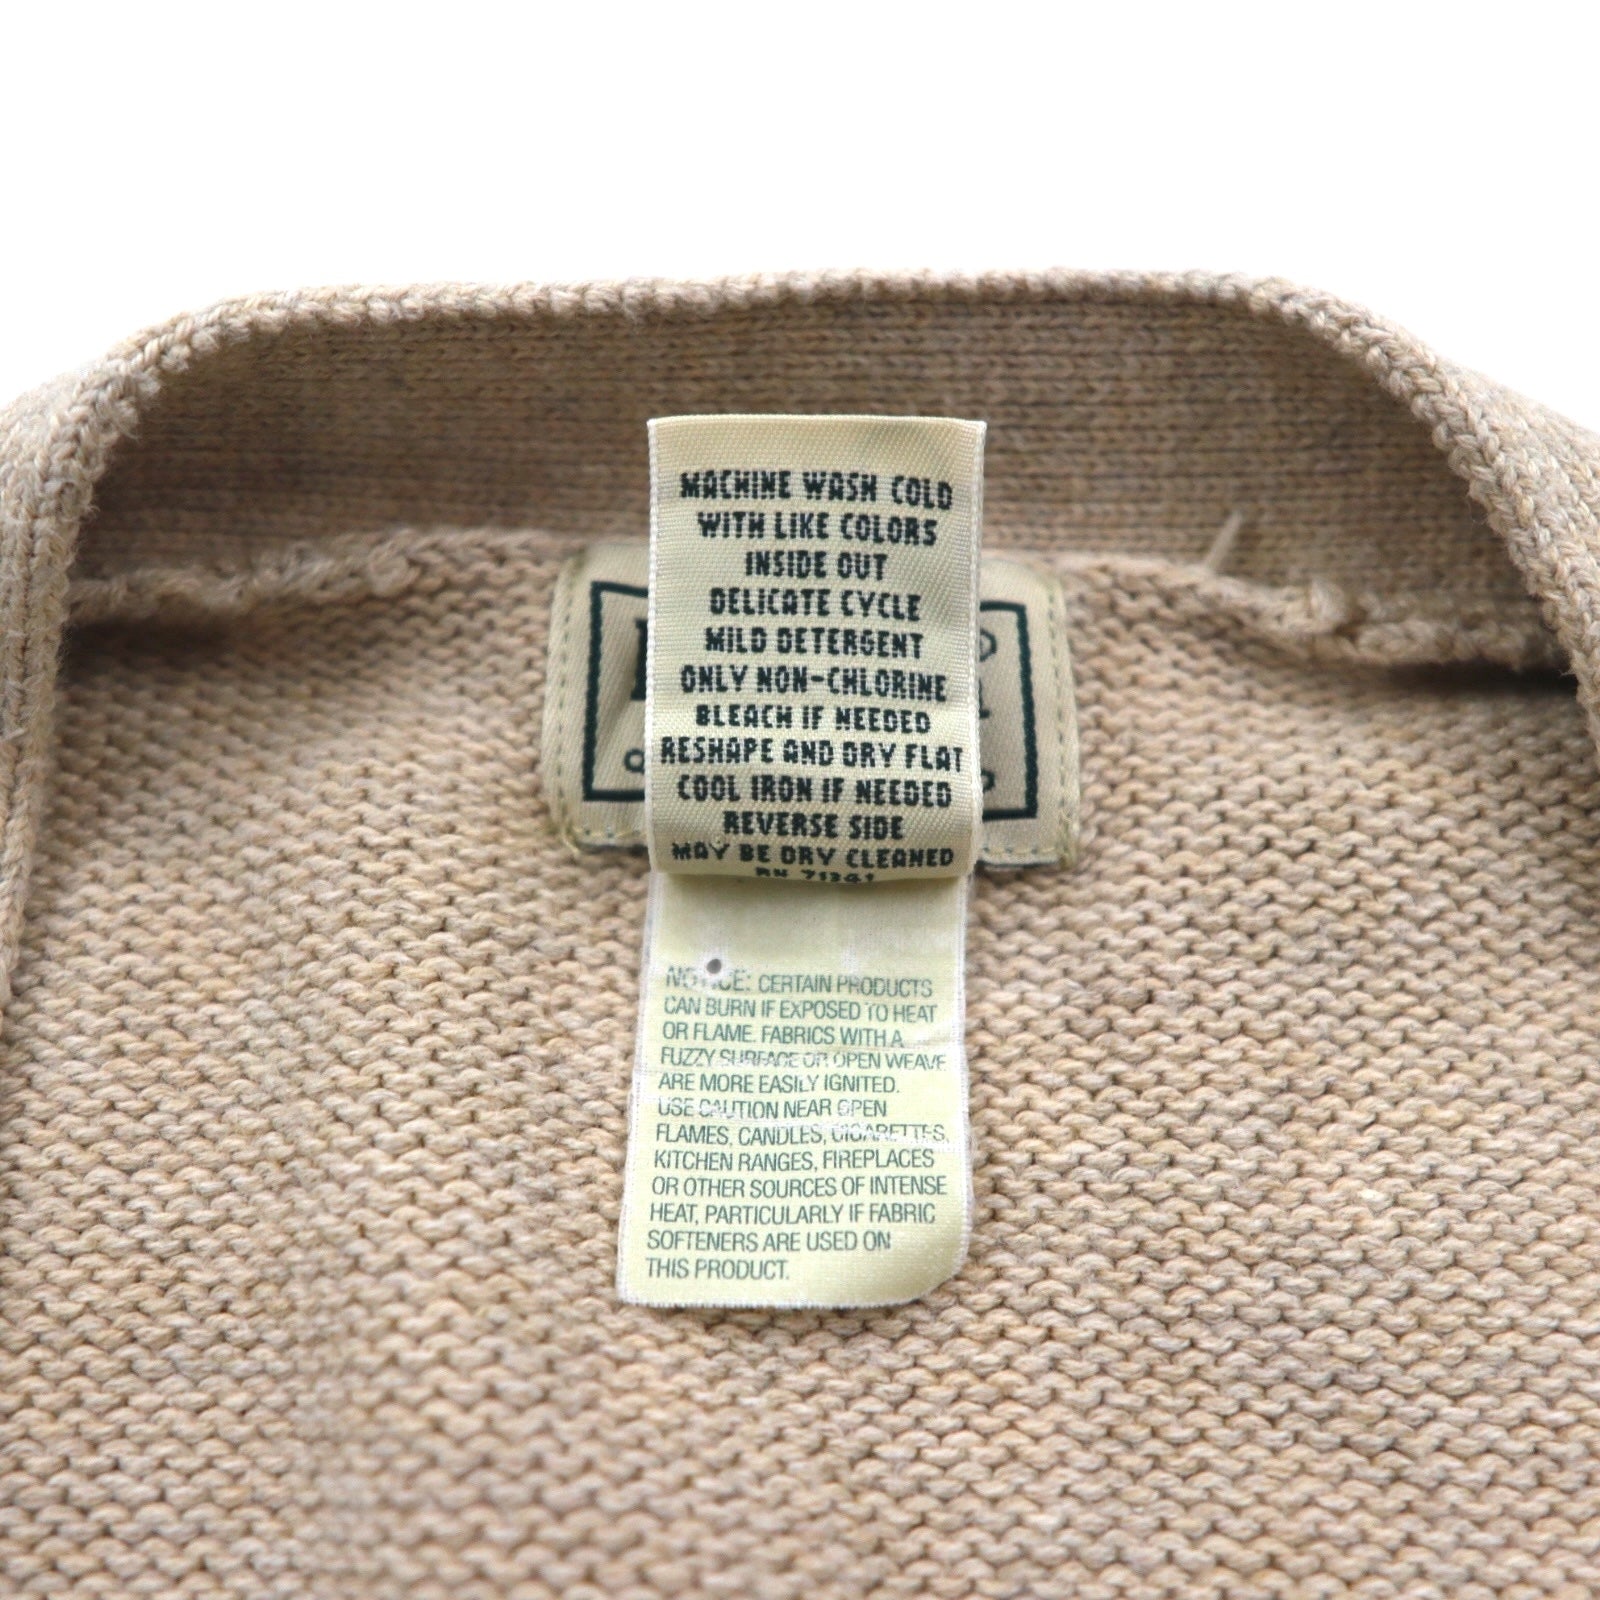 MACHINE WASH COLD
WITH LIKE COLORS
INSIDE OUT
DELICATE CYCLE
MILD DETERGENT
ONLY NON-CHLORINE
BLEACH IF NEEDED
RESHAPE AND DRY FLAT
COOL IRON IF NEEDED
REVERSE SIDE
MAY BE DRY CLEANED
RN 71341
NOTICE: CERTAIN PRODUCTS
CAN BURN IF EXPOSED TO HEAT
OR FLAME. FABRICS WITH A
FUZZY SURFACE OR OPEN WEAVE
ARE MORE EASILY IGNITED.
USE CAUTION NEAR OPEN
FLAMES, CANDLES, CIGARETTES,
KITCHEN RANGES, FIREPLACES
OR OTHER SOURCES OF INTENSE
HEAT, PARTICULARLY IF FABRIC
SOFTENERS ARE USED ON
THIS PRODUCT.